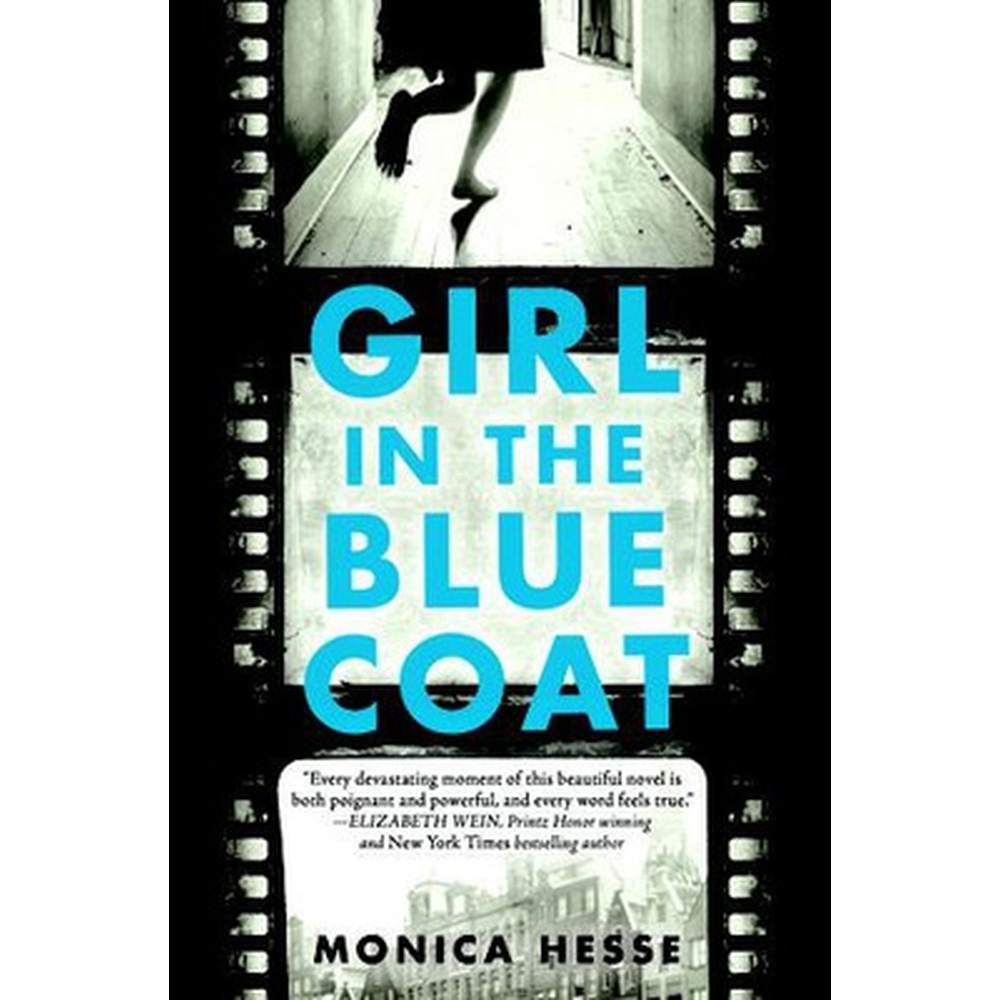 GIRL
IN THE
BLUE
COAT
"Every devastating moment of this beautiful novel is
both poignant and powerful, and every word feels true."
—ELIZABETH WEIN, Printz Honor winning
and New York Times bestselling author
MONICA HESSE